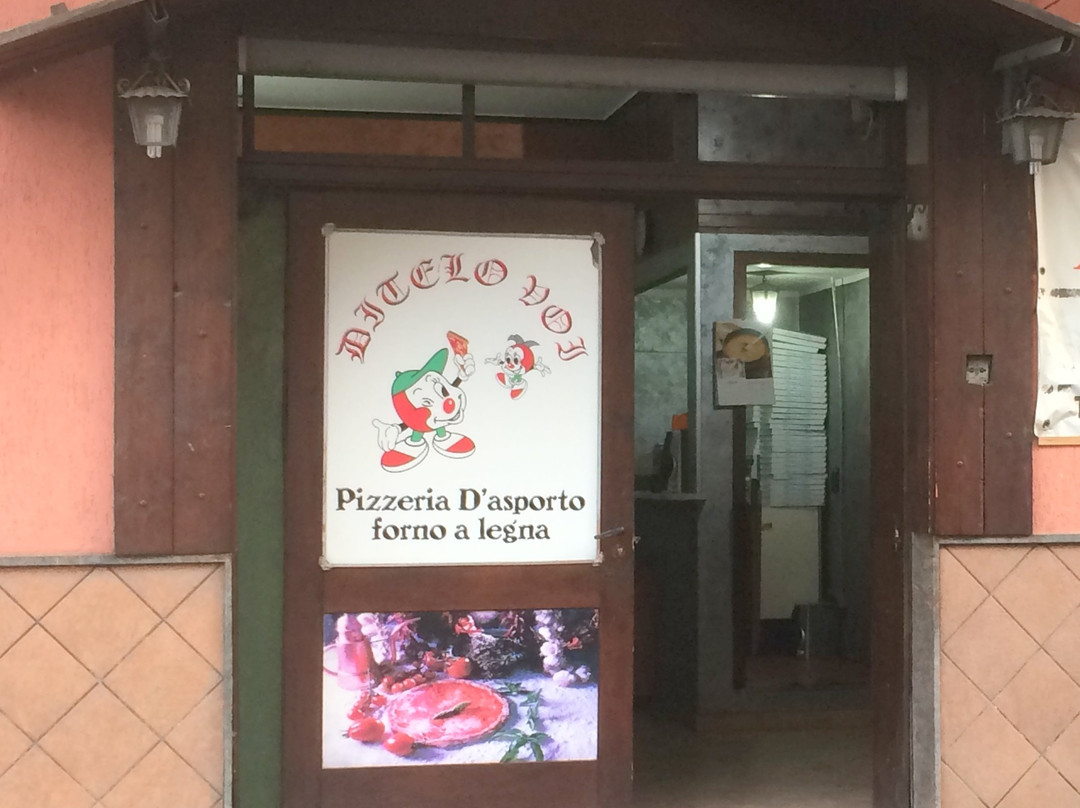 DITELO VOI
Pizzeria D'asporto
forno a legna